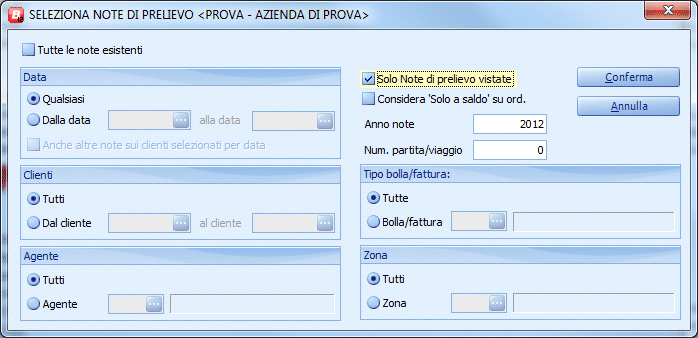 SELEZIONA NOTE DI PRELIEVO <PROVA - AZIENDA DI PROVA>
Tutte le note esistenti
Data
Qualsiasi
Dalla data ... alla data ...
Anche altre note sui clienti selezionati per data
Solo Note di prelievo vistate
Considera 'Solo a saldo' su ord.
Anno note 2012
Num. partita/viaggio 0
Conferma
Annulla
Clienti
Tutti
Dal cliente ... al cliente ...
Tipo bolla/fattura:
Tutte
Bolla/fattura ...
Agente
Tutti
Agente ...
Zona
Tutti
Zona ...